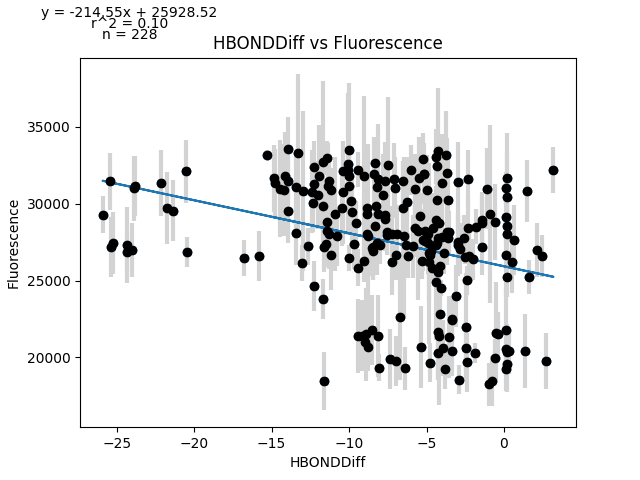 y = -214.55x + 25928.52
r^2 = 0.10
n = 228
HBONDDiff vs Fluorescence
35000
30000
25000
20000
Fluorescence
−25 −20 −15 −10 −5 0
HBONDDiff